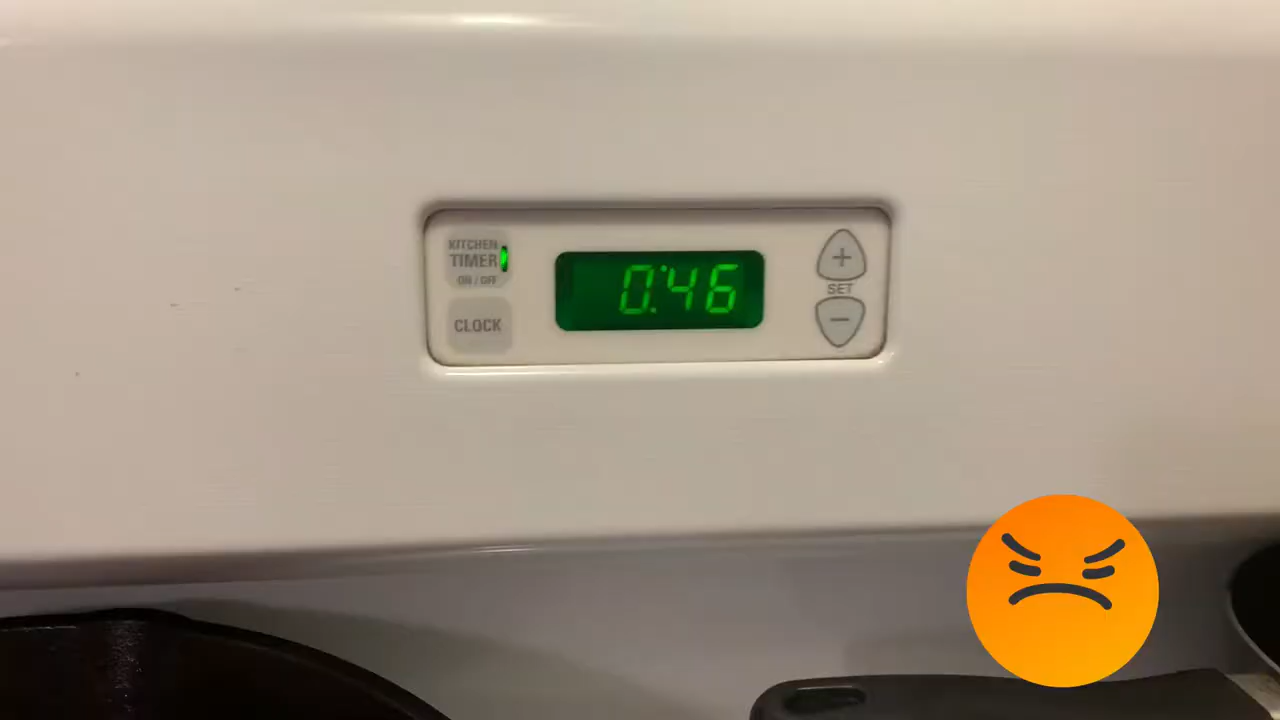 KITCHEN
TIMER
ON / OFF
CLOCK
0:46
+
SET
−